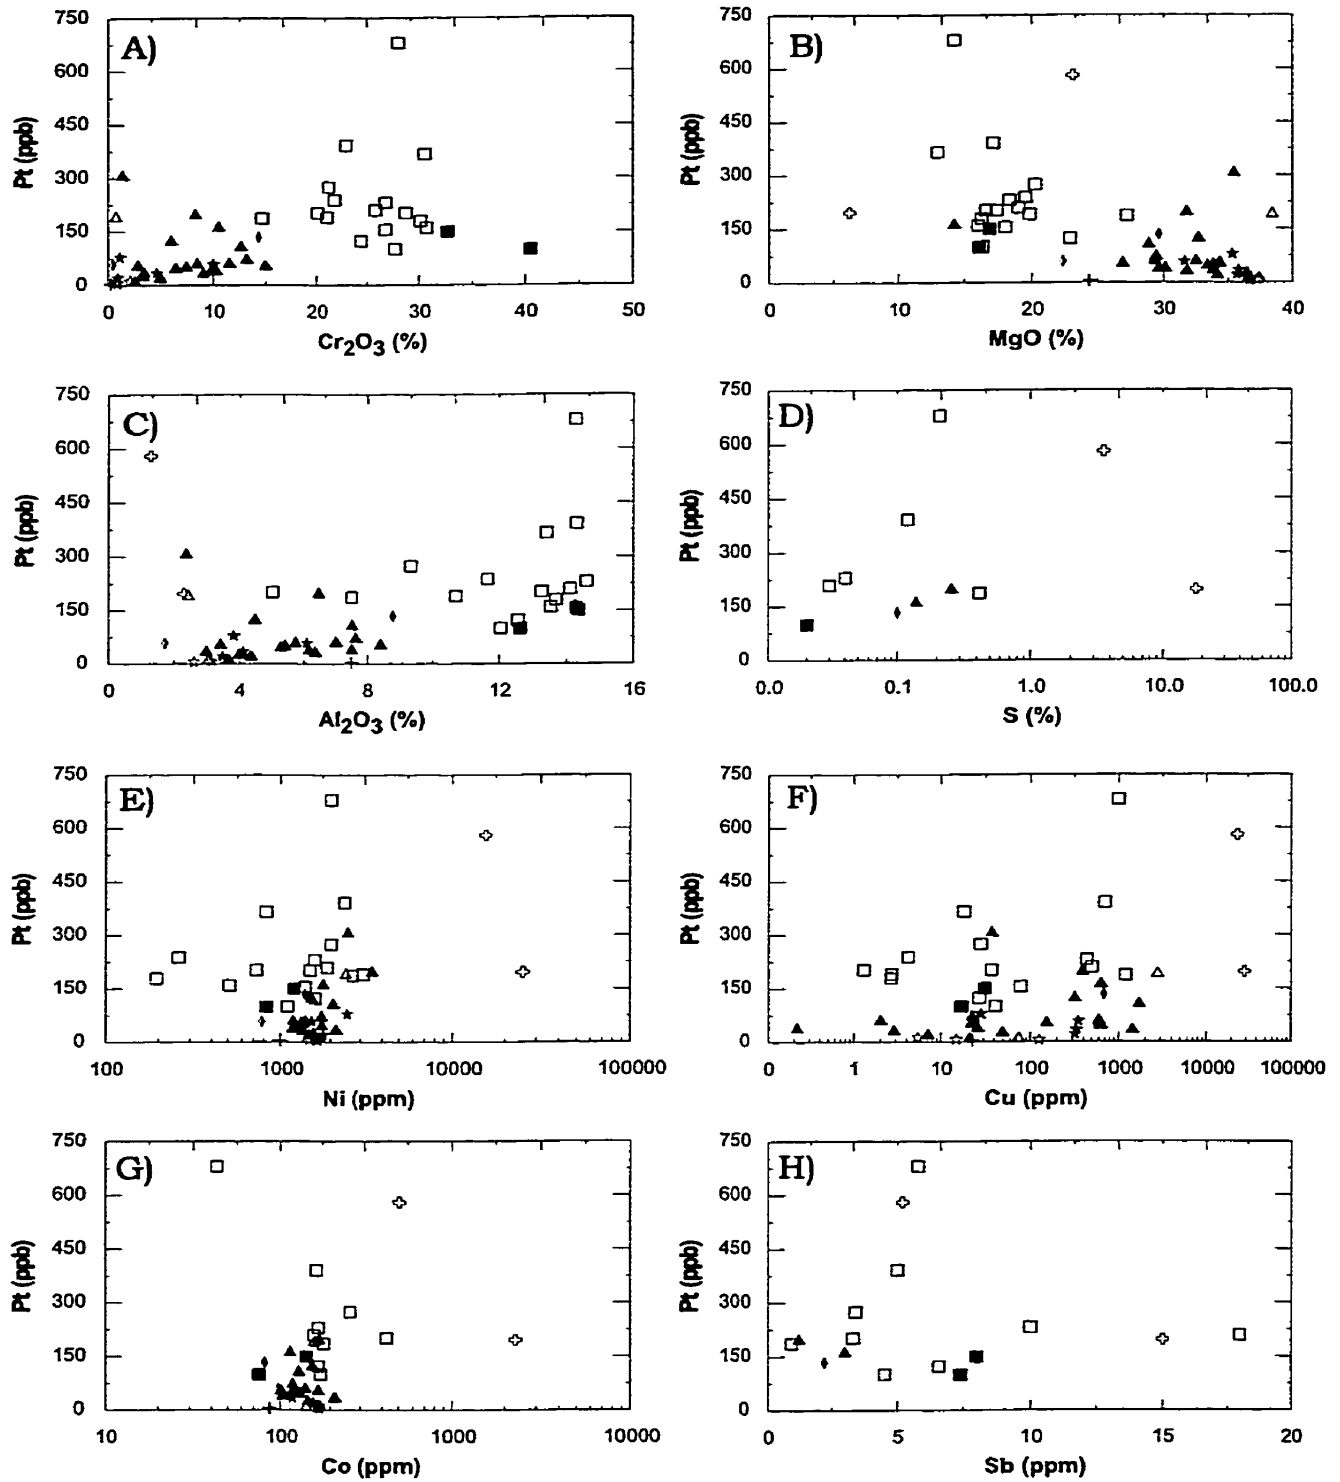 A)
750
600
450
300
150
0
Pt (ppb)
0 10 20 30 40 50
Cr2O3 (%)
B)
750
600
450
300
150
0
Pt (ppb)
10 20 30 40
MgO (%)
C)
750
600
450
300
150
0
Pt (ppb)
0 4 8 12 16
Al2O3 (%)
D)
750
600
450
300
150
0
Pt (ppb)
0.0 0.1 1.0 10.0 100.0
S (%)
E)
750
600
450
300
150
0
Pt (ppb)
100 1000 10000 100000
Ni (ppm)
F)
750
600
450
300
150
0
Pt (ppb)
0 1 10 100 1000 10000 100000
Cu (ppm)
G)
750
600
450
300
150
0
Pt (ppb)
10 100 1000 10000
Co (ppm)
H)
750
600
450
300
150
0
Pt (ppb)
0 5 10 15 20
Sb (ppm)